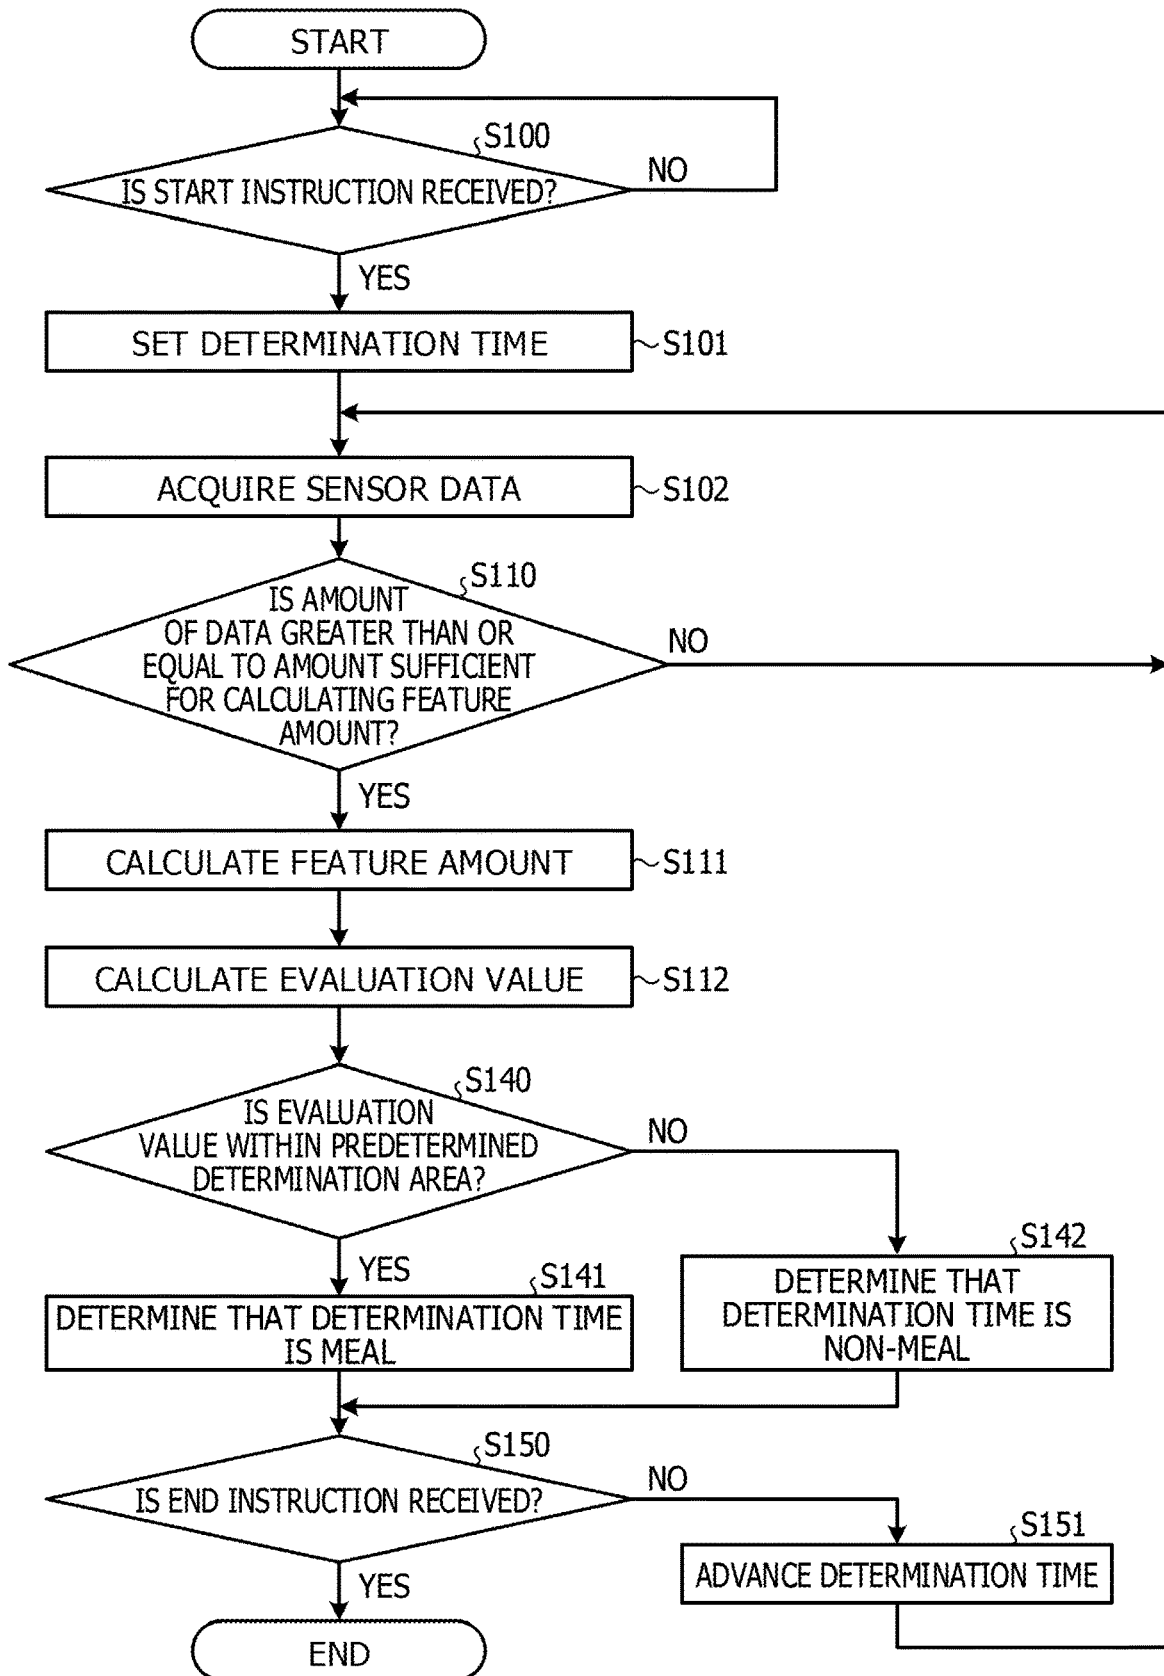 START
S100
IS START INSTRUCTION RECEIVED?
NO
YES
SET DETERMINATION TIME
S101
ACQUIRE SENSOR DATA
S102
S110
IS AMOUNT
OF DATA GREATER THAN OR
EQUAL TO AMOUNT SUFFICIENT
FOR CALCULATING FEATURE
AMOUNT?
NO
YES
CALCULATE FEATURE AMOUNT
S111
CALCULATE EVALUATION VALUE
S112
S140
IS EVALUATION
VALUE WITHIN PREDETERMINED
DETERMINATION AREA?
NO
YES
S141
DETERMINE THAT DETERMINATION TIME
IS MEAL
S142
DETERMINE THAT
DETERMINATION TIME IS
NON-MEAL
S150
IS END INSTRUCTION RECEIVED?
NO
S151
ADVANCE DETERMINATION TIME
YES
END